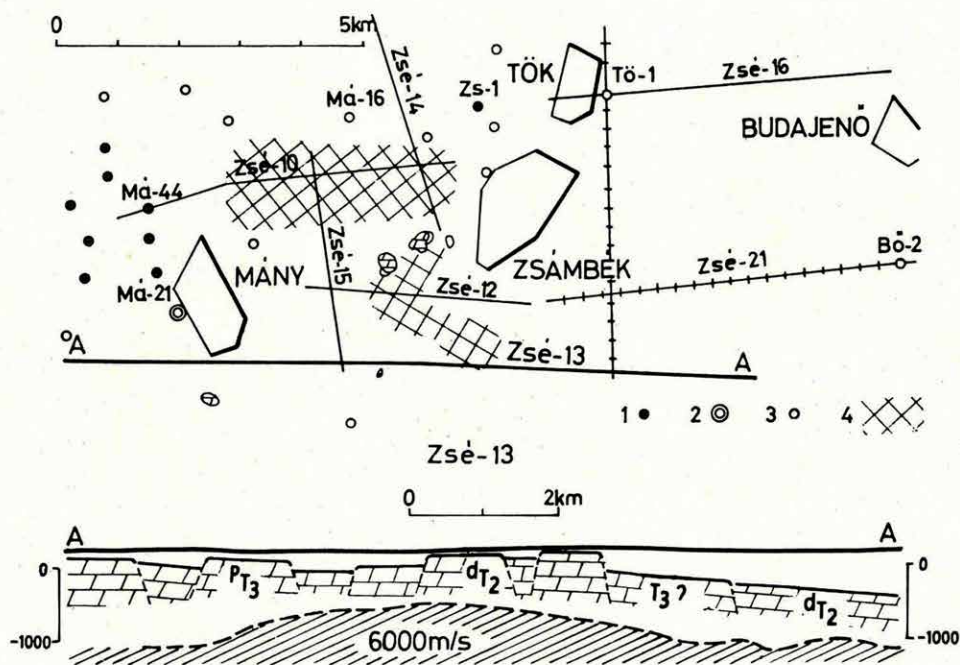 0 5km
Zsé-14
TÖK
Tö-1
Zsé-16
Má-16
Zs-1
BUDAJENŐ
Zsé-10
Má-44
Zsé-15
MÁNY
ZSÁMBÉK
Zsé-21
Bő-2
Má-21
Zsé-12
A
Zsé-13
A
1 2 3 4
Zsé-13
0 2km
A A
0 PT3 dT2 T3? dT2 0
-1000 6000m/s -1000